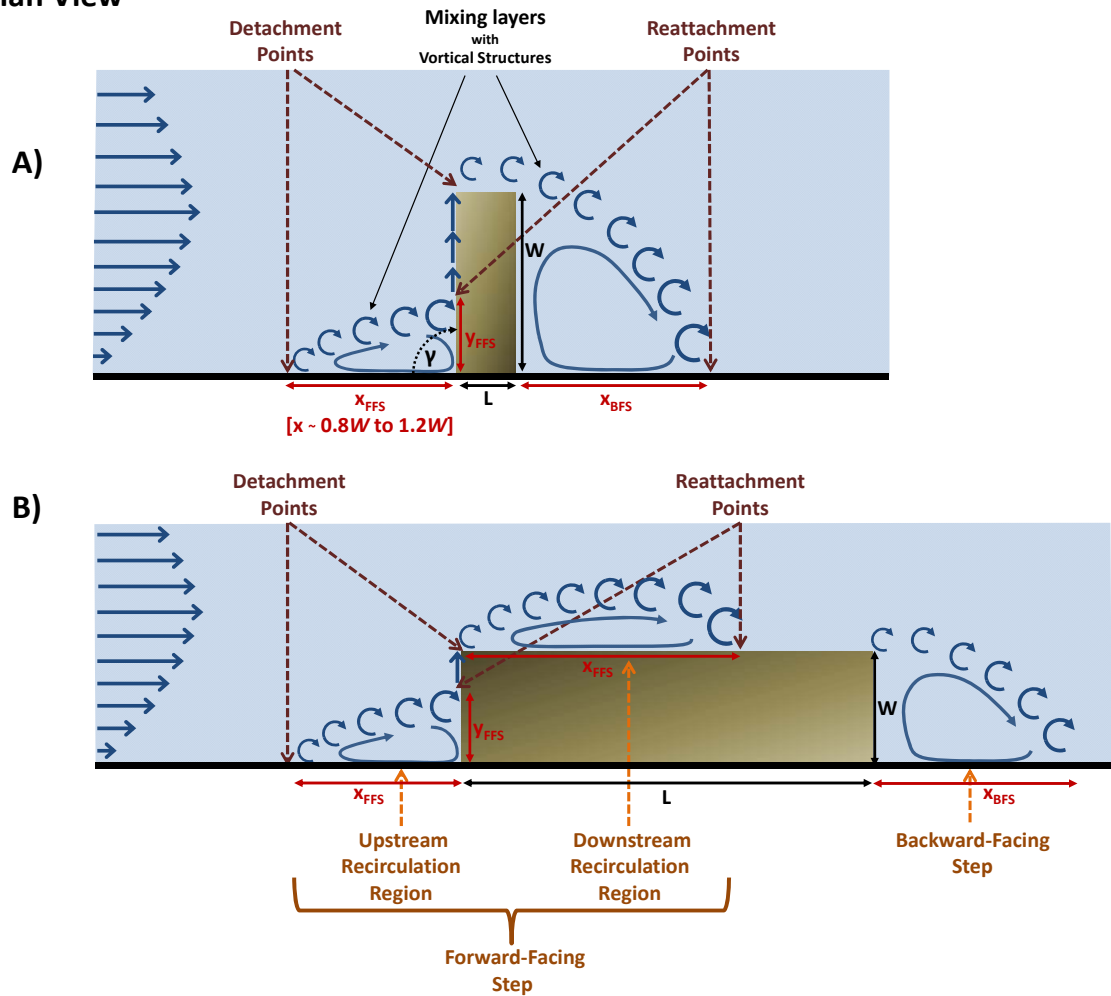 View
Detachment
Points
Mixing layers
with
Vortical Structures
Reattachment
Points
A)
W
yFFS
γ
xFFS
L
xBFS
[x ~ 0.8W to 1.2W]
Detachment
Points
Reattachment
Points
B)
xFFS
W
yFFS
xFFS
L
xBFS
Upstream
Recirculation
Region
Downstream
Recirculation
Region
Backward-Facing
Step
Forward-Facing
Step